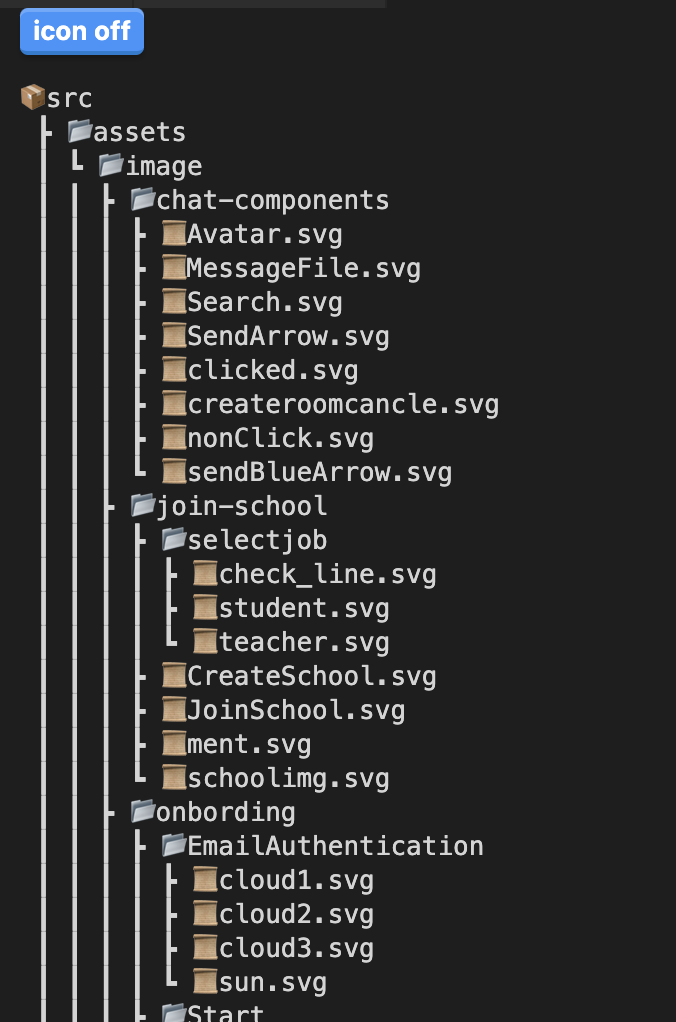 icon off
src
assets
image
chat-components
Avatar.svg
MessageFile.svg
Search.svg
SendArrow.svg
clicked.svg
createroomcancle.svg
nonClick.svg
sendBlueArrow.svg
join-school
selectjob
check_line.svg
student.svg
teacher.svg
CreateSchool.svg
JoinSchool.svg
ment.svg
schoolimg.svg
onbording
EmailAuthentication
cloud1.svg
cloud2.svg
cloud3.svg
sun.svg
Start